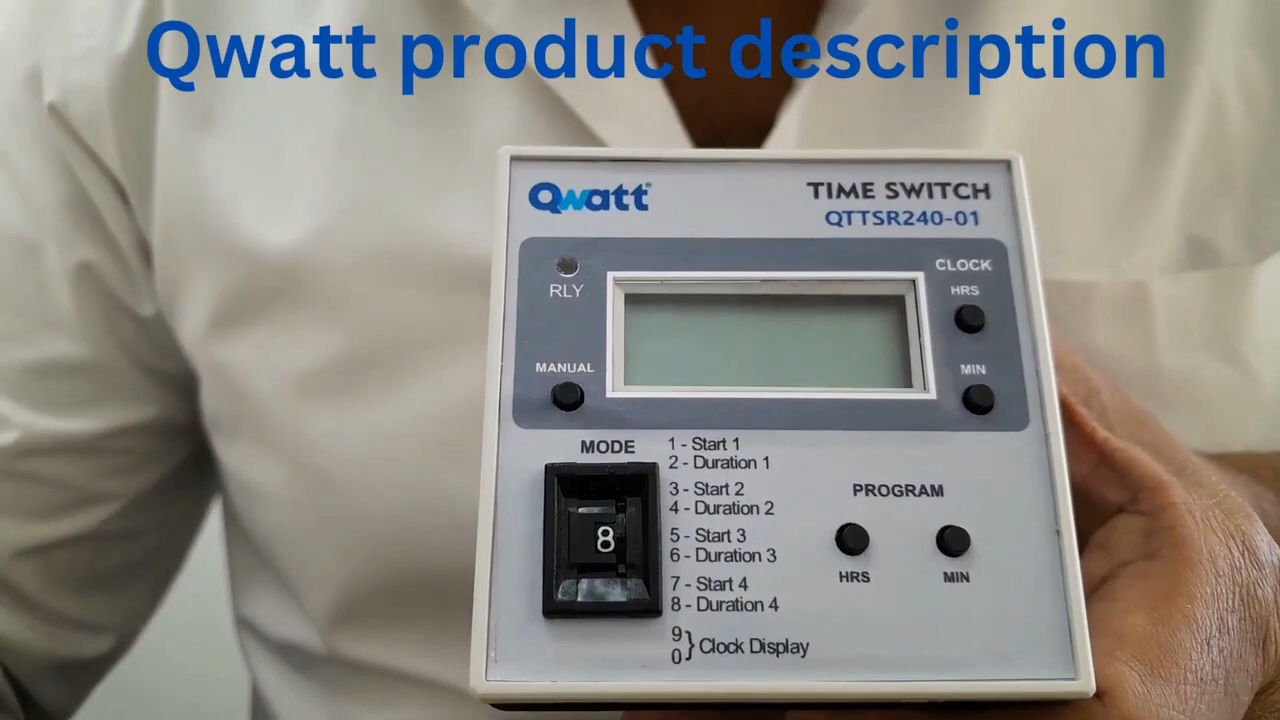 Qwatt product description
Qwatt®
TIME SWITCH
QTTSR240-01
RLY
CLOCK
HRS
MANUAL
MIN
MODE
8
1 - Start 1
2 - Duration 1
3 - Start 2
4 - Duration 2
5 - Start 3
6 - Duration 3
7 - Start 4
8 - Duration 4
9
0
} Clock Display
PROGRAM
HRS
MIN